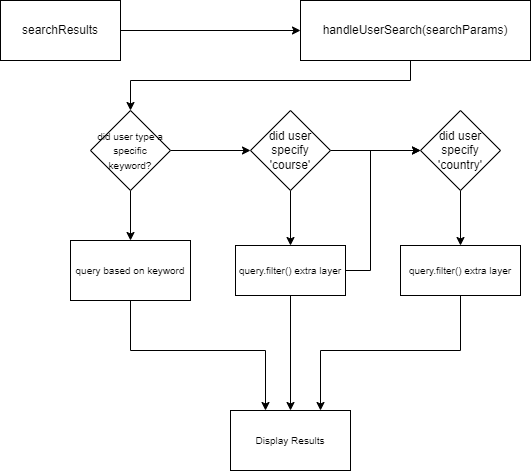 searchResults
handleUserSearch(searchParams)
did user type a
specific
keyword?
did user
specify
'course'
did user
specify
'country'
query based on keyword
query.filter() extra layer
query.filter() extra layer
Display Results